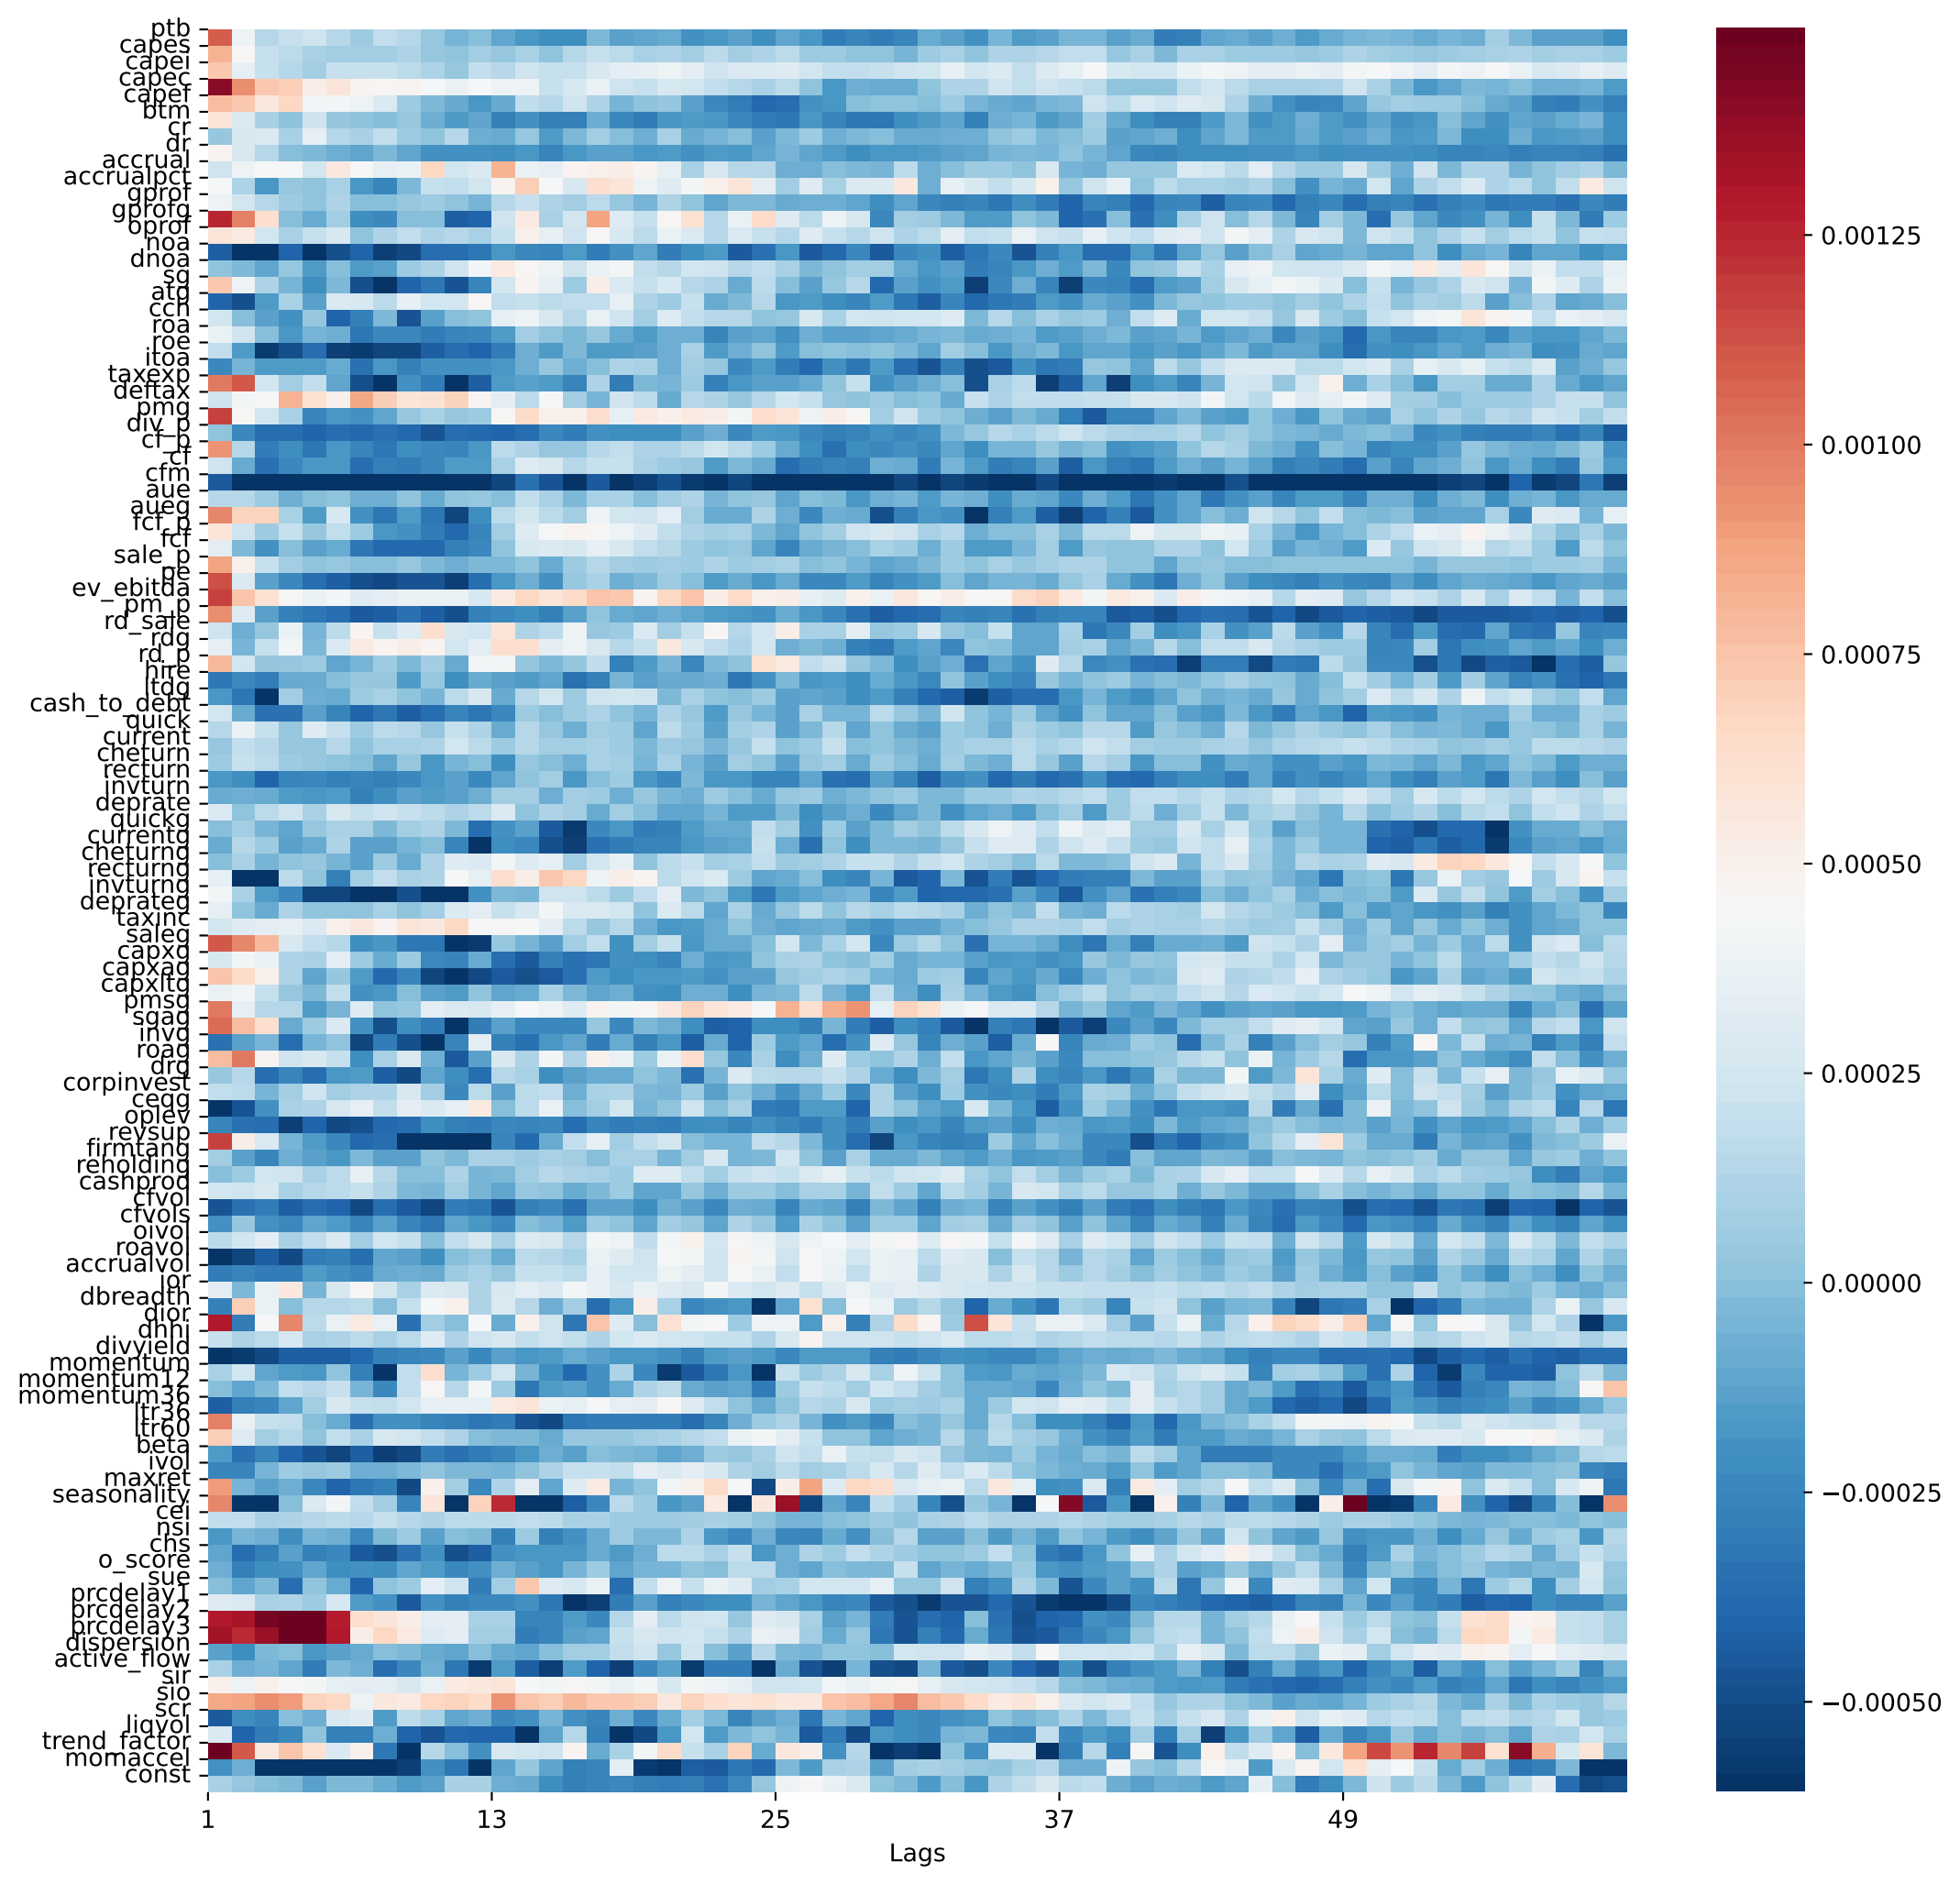 ptb
capes
capei
capec
capef
btm
cr
dr
accrual
accrualpct
gprof
gprofq
oprof
noa
dnoa
sg
atg
cch
roa
roe
itoa
taxexp
deftax
pmg
div_p
cf_p
cf
cfm
aue
aueg
fcf_p
fcf
sale_p
pe
ev_ebitda
pm_p
rd_sale
rdg
rd_p
hire
ltdg
cash_to_debt
quick
current
cheturn
recturn
invturn
deprate
quickg
currentg
cheturng
recturng
invturng
deprateg
taxinc
saleg
capxg
capxag
capxitg
pmsg
sgag
invg
roag
drg
corpinvest
ceqg
oplev
revsup
firmtang
reholding
cashprod
cfvol
cfvols
oivol
roavol
accrualvol
ior
dbreadth
dior
dhhi
divyield
momentum
momentum12
momentum36
ltr36
ltr60
beta
ivol
maxret
seasonality
cei
nsi
chs
o_score
sue
prcdelay1
prcdelay2
prcdelay3
dispersion
active_flow
sir
sio
scr
liqvol
trend_factor
momaccel
const
1 13 25 37 49
Lags
0.00125
0.00100
0.00075
0.00050
0.00025
0.00000
−0.00025
−0.00050